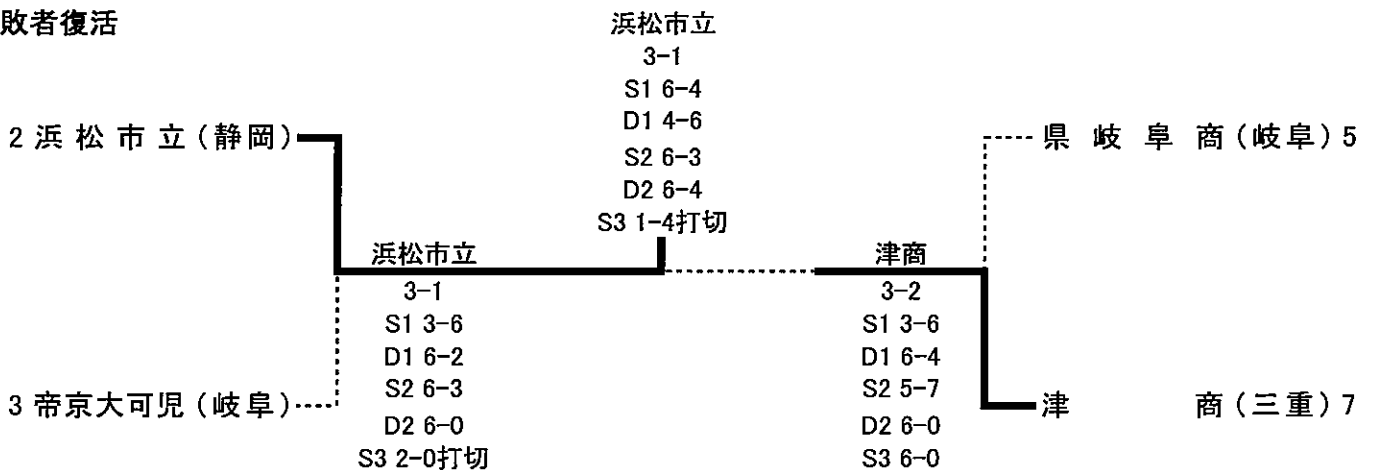 敗者復活
浜松市立
3-1
S1 6-4
D1 4-6
S2 6-3
D2 6-4
S3 1-4打切
2 浜 松 市 立 (静岡)
県 岐 阜 商 (岐阜) 5
浜松市立
3-1
S1 3-6
D1 6-2
S2 6-3
D2 6-0
S3 2-0打切
津商
3-2
S1 3-6
D1 6-4
S2 5-7
D2 6-0
S3 6-0
3 帝京大可児 (岐阜)
津 商 (三重) 7